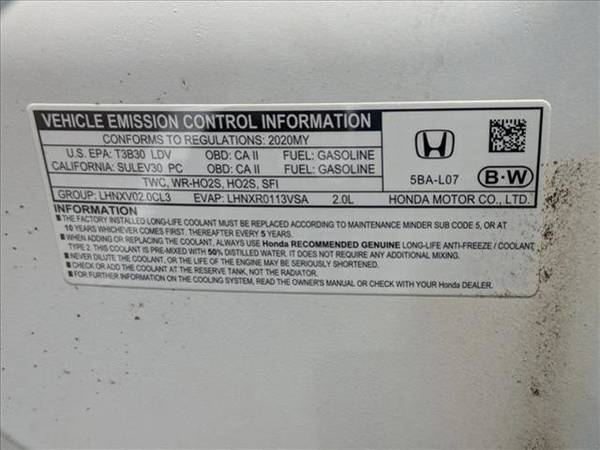 VEHICLE EMISSION CONTROL INFORMATION
CONFORMS TO REGULATIONS: 2020MY
U.S. EPA: T3B30 LDV OBD: CA II FUEL: GASOLINE
CALIFORNIA: SULEV30 PC OBD: CA II FUEL: GASOLINE
TWC, WR-HO2S, HO2S, SFI
GROUP: LHNXV02.0CL3 EVAP: LHNXR0113VSA 2.0L
5BA-L07
B·W
HONDA MOTOR CO., LTD.
INFORMATION
■ THE FACTORY INSTALLED LONG-LIFE COOLANT MUST BE REPLACED ACCORDING TO MAINTENANCE MINDER SUB CODE 5, OR AT
10 YEARS WHICHEVER COMES FIRST. THEREAFTER EVERY 5 YEARS.
■ WHEN ADDING OR REPLACING COOLANT, ALWAYS USE Honda RECOMMENDED GENUINE LONG-LIFE ANTI-FREEZE / COOLANT
TYPE 2. THIS COOLANT IS PRE-MIXED WITH 50% DISTILLED WATER. IT DOES NOT REQUIRE ANY ADDITIONAL MIXING.
■ NEVER DILUTE THE COOLANT, OR THE LIFE OF THE ENGINE MAY BE SERIOUSLY SHORTENED.
■ CHECK OR ADD THE COOLANT AT THE RESERVE TANK, NOT THE RADIATOR.
■ FOR FURTHER INFORMATION ON THE COOLING SYSTEM, READ THE OWNER'S MANUAL OR CHECK WITH YOUR Honda DEALER.